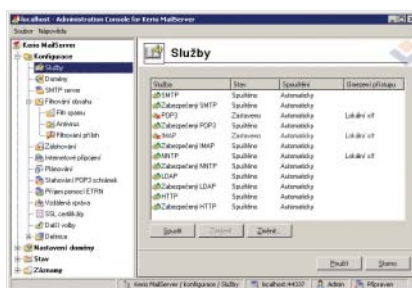 localhost - Administration Console for Kerio MailServer
Soubor Nápověda
Kerio MailServer
Konfigurace
Služby
Domény
SMTP server
Filtrování obsahu
Filtr spamu
Antivirus
Filtrování příloh
Zálohování
Internetové připojení
Plánování
Stahování POP3 schránek
Příjem pomocí ETRN
Vzdálená správa
SSL certifikáty
Další volby
Definice
Nastavení domény
Stav
Záznamy
Služby
Služba Stav Spouštění Omezení přístupu
SMTP Spuštěno Automaticky
Zabezpečený SMTP Spuštěno Automaticky
POP3 Zastaveno Automaticky Lokální síť
Zabezpečený POP3 Spuštěno Automaticky
IMAP Zastaveno Automaticky Lokální síť
Zabezpečený IMAP Spuštěno Automaticky
NNTP Spuštěno Automaticky Lokální síť
Zabezpečený NNTP Spuštěno Automaticky
LDAP Spuštěno Automaticky
Zabezpečený LDAP Spuštěno Automaticky
HTTP Spuštěno Automaticky
Zabezpečený HTTP Spuštěno Automaticky
Spustit Zastavit Změnit...
Použít Storno
Kerio MailServer / Konfigurace / Služby localhost:44337 Admin Připraven